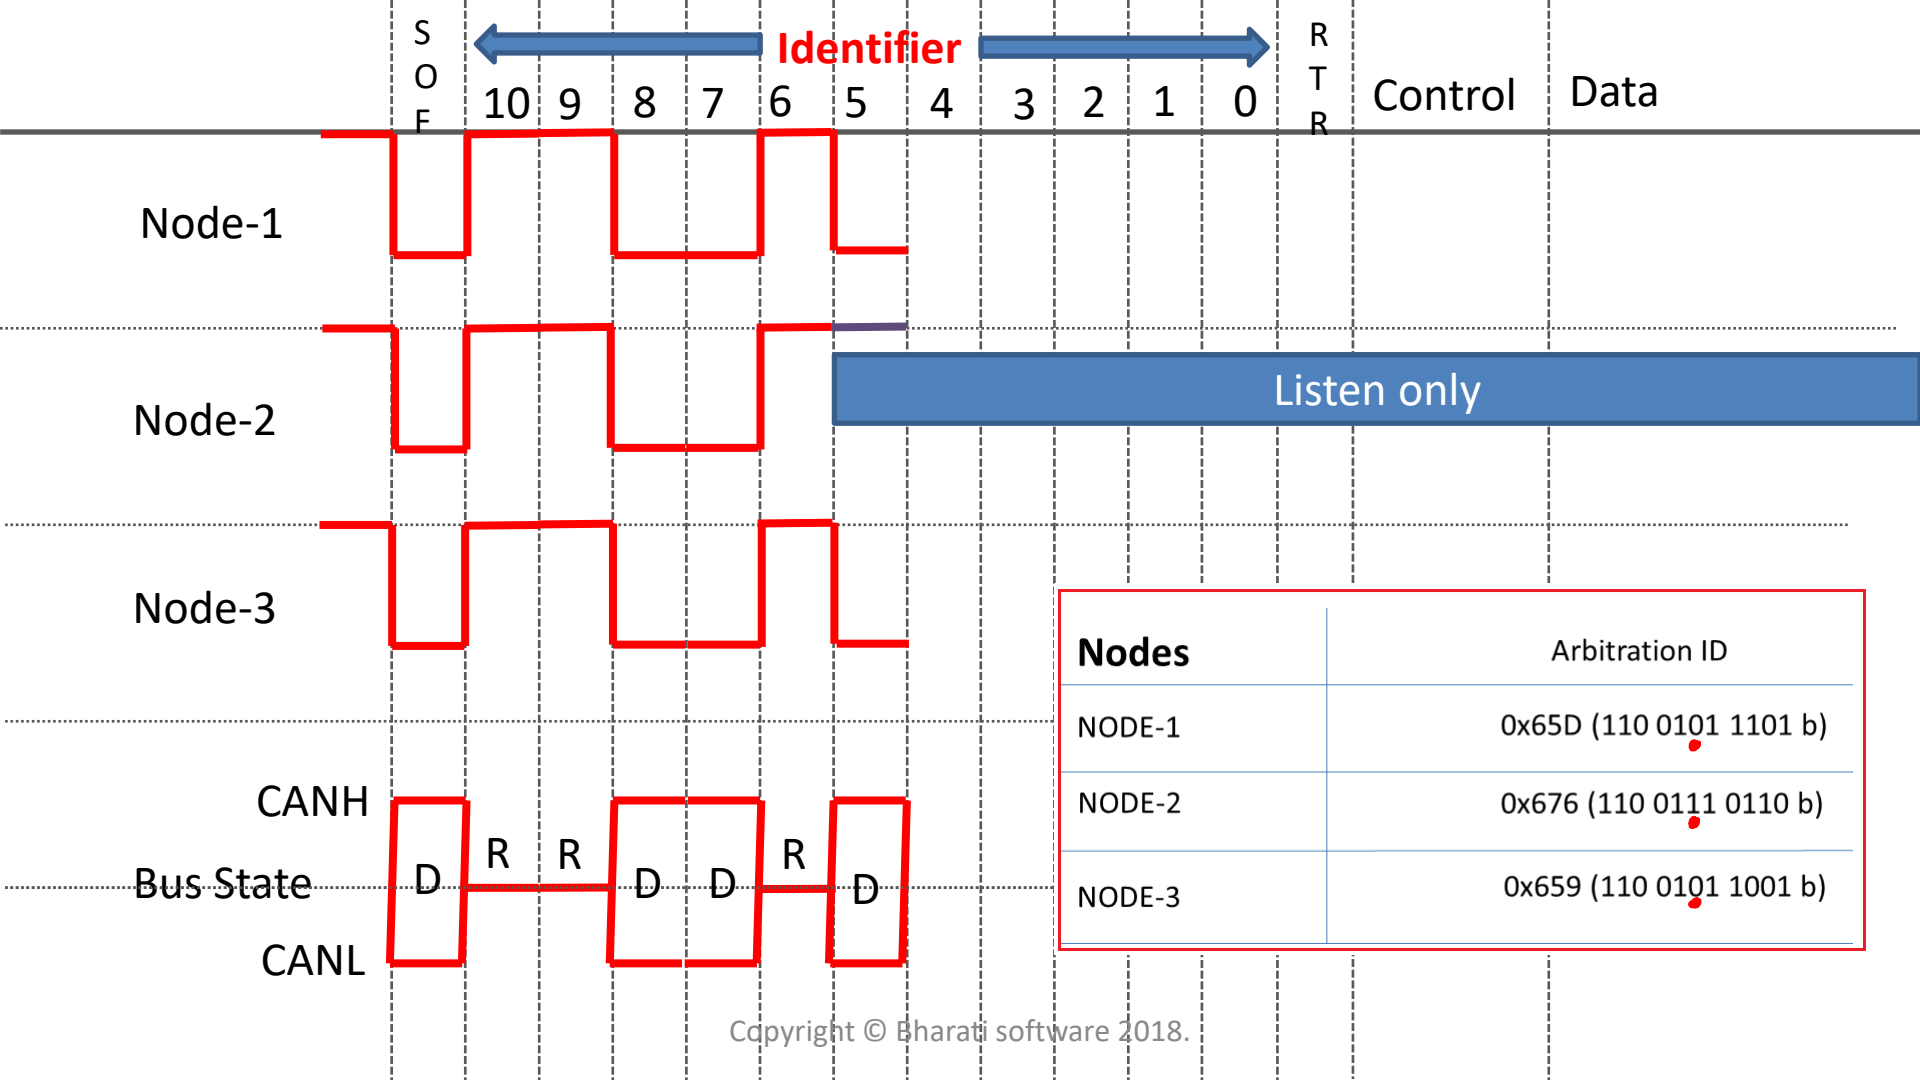 SOF
Identifier
RTR
10 9 8 7 6 5 4 3 2 1 0
Control
Data
Node-1
Node-2
Listen only
Node-3
Nodes Arbitration ID
NODE-1 0x65D (110 0101 1101 b)
NODE-2 0x676 (110 0111 0110 b)
NODE-3 0x659 (110 0101 1001 b)
CANH
Bus State
D R R D D R D
CANL
Copyright © Bharati software 2018.